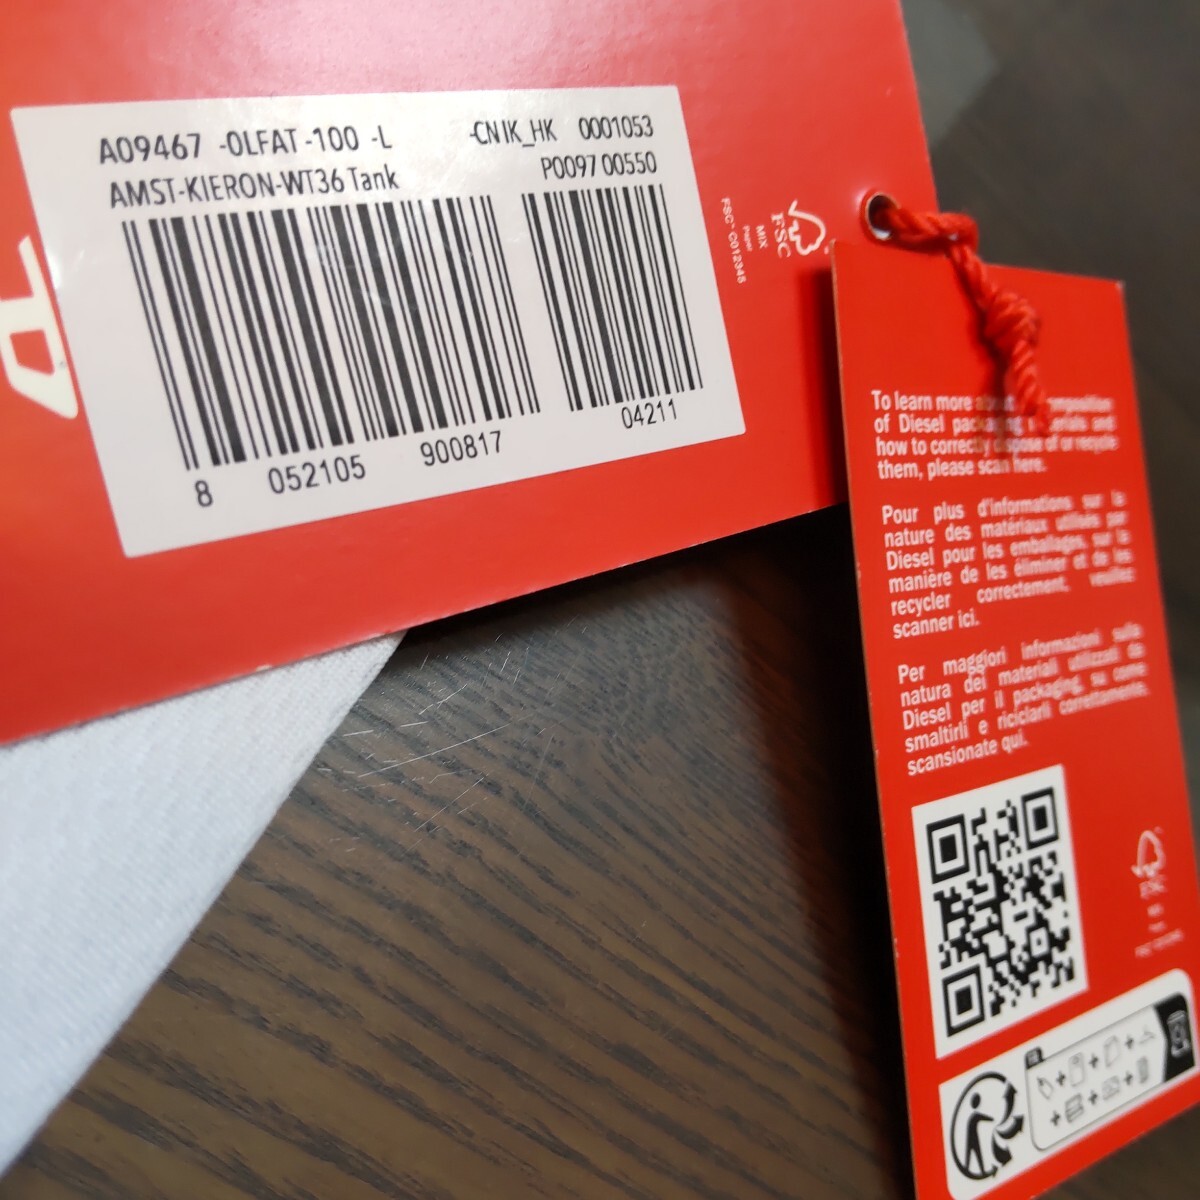 A09467 -0LFAT -100 -L -CNIK_HK 0001053
AMST-KIERON-WT36 Tank P0097 00550
8 052105 900817 04211
FSC
MIX
Paper
FSC™ C012345
To learn more about composition
of Diesel packaging materials and
how to correctly dispose of or recycle
them, please scan here.
Pour plus d'informations sur la
nature des matériaux utilisés par
Diesel pour les emballages, sur la
manière de les éliminer et de les
recycler correctement, veuillez
scanner ici.
Per maggiori informazioni sulla
natura dei materiali utilizzati da
Diesel per il packaging, su come
smaltirli e riciclarli correttamente,
scansionate qui.